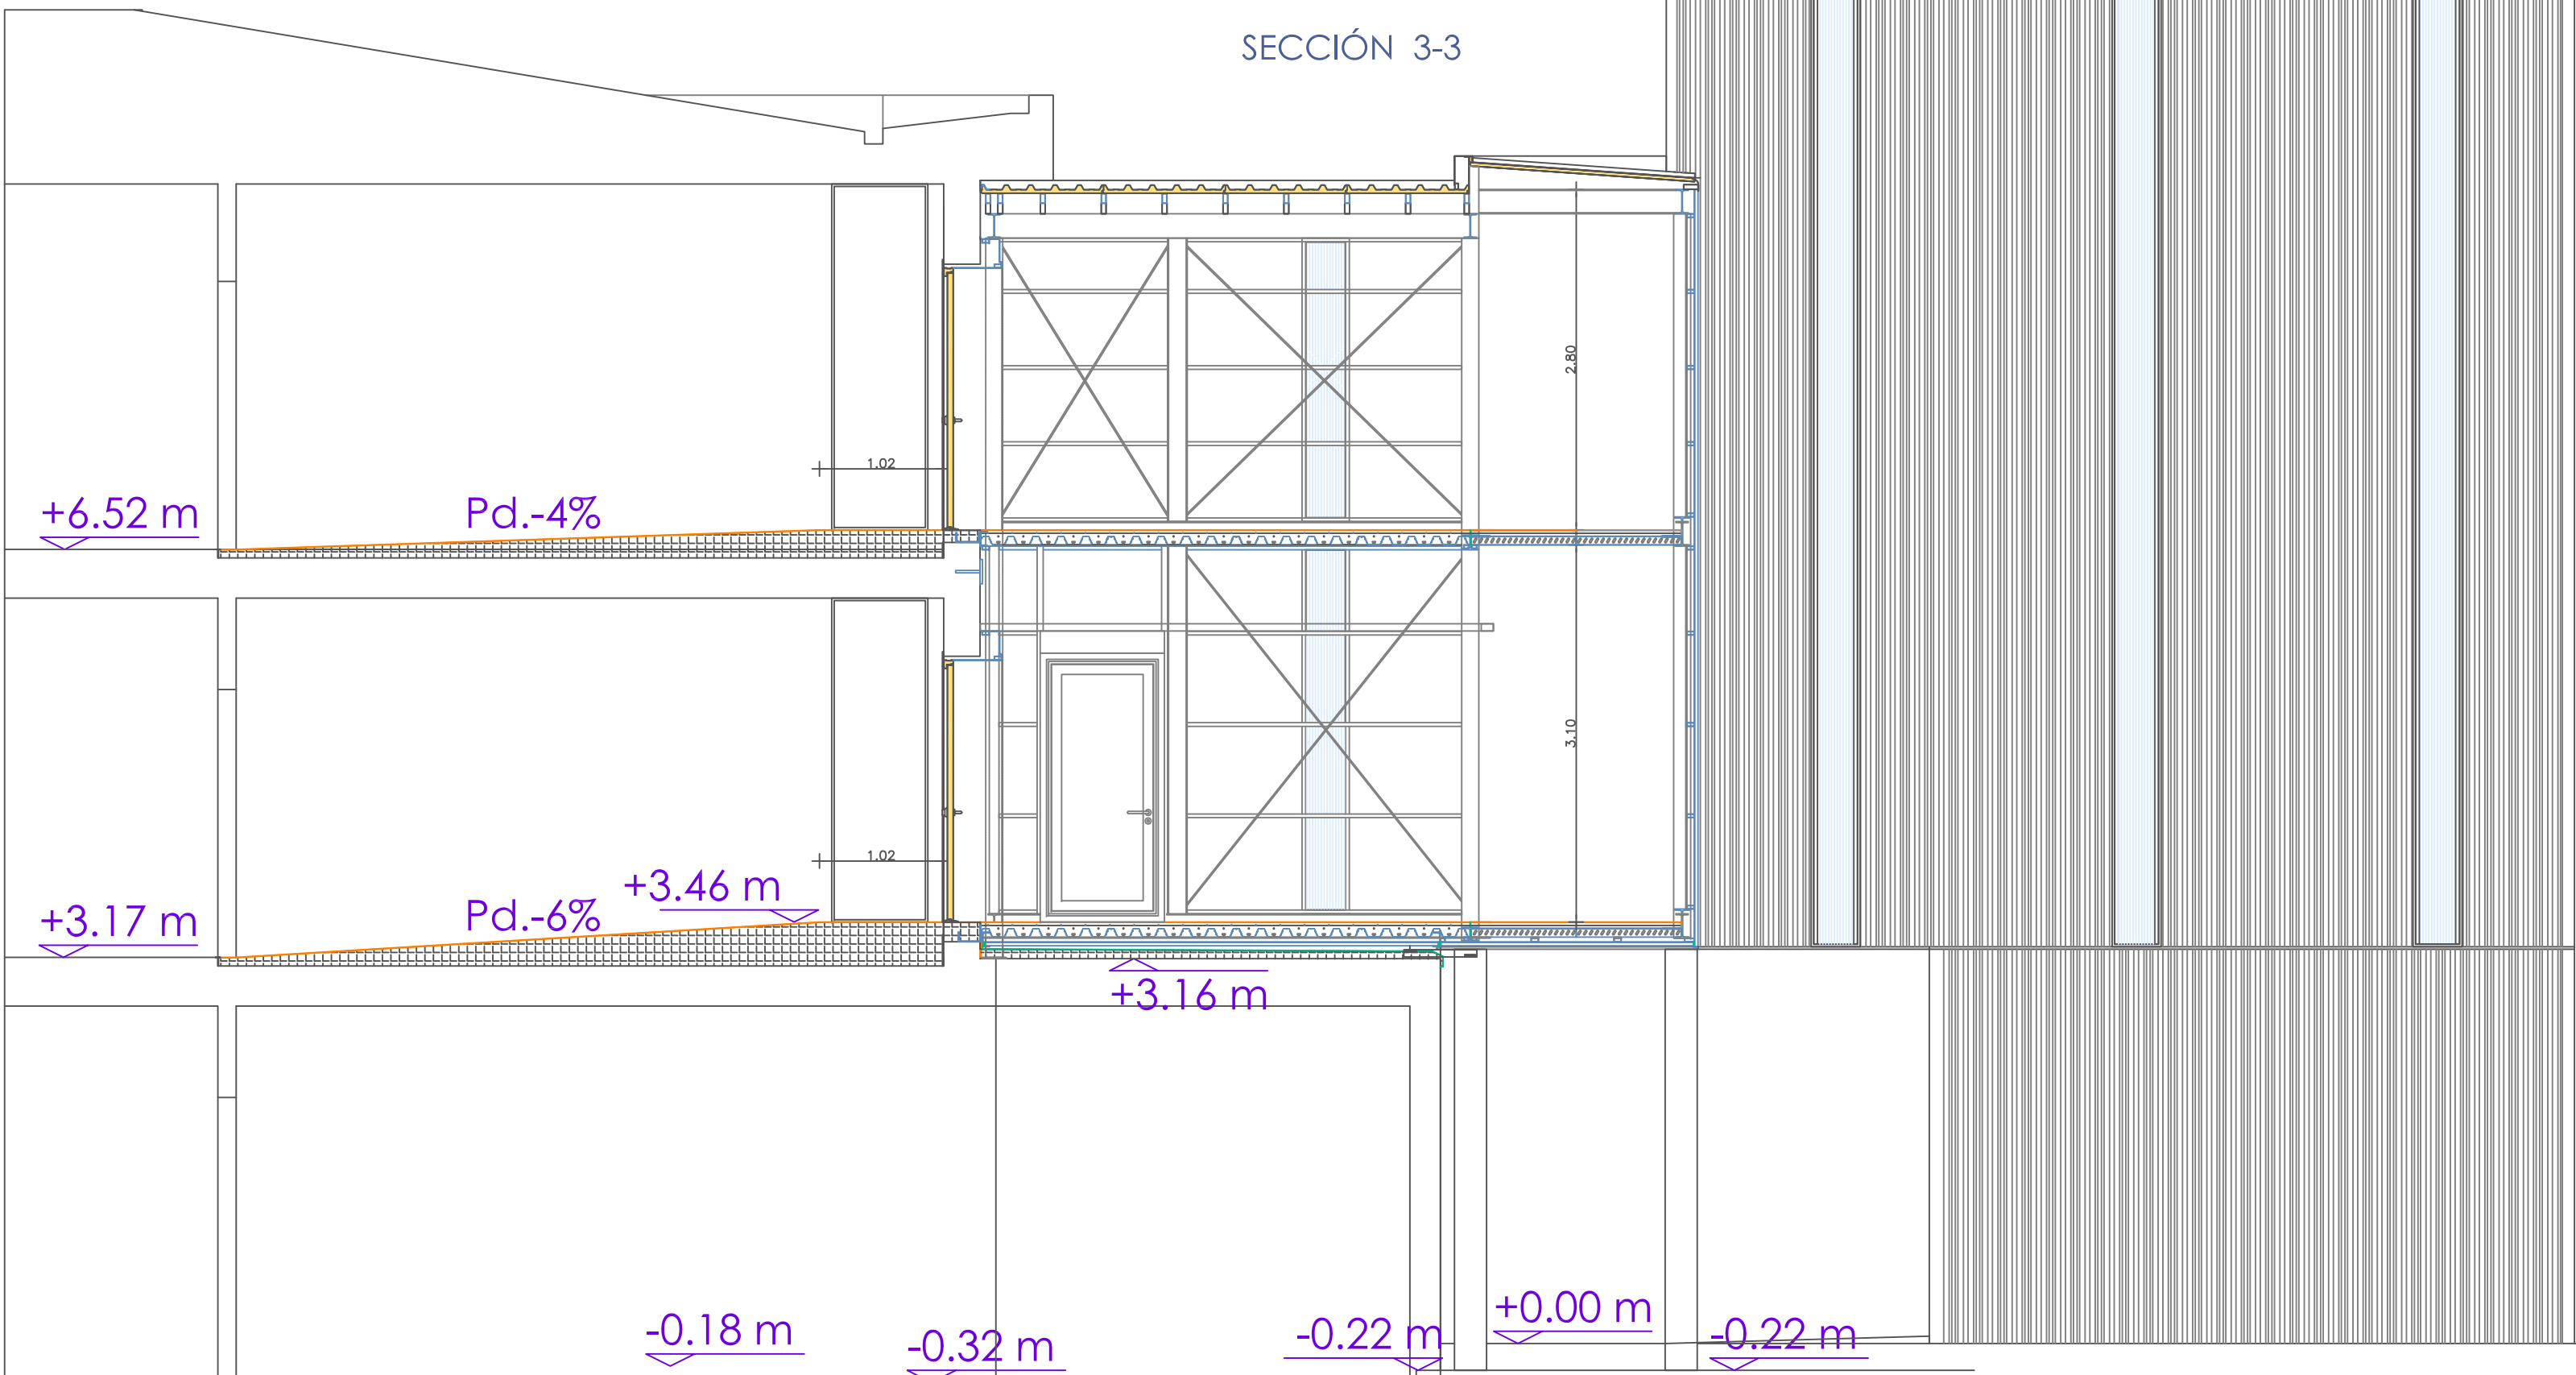 SECCIÓN 3-3
2.80
1.02
+6.52 m
Pd.-4%
3.10
1.02
+3.46 m
+3.17 m
Pd.-6%
+3.16 m
+0.00 m
-0.18 m
-0.32 m
-0.22 m
-0.22 m